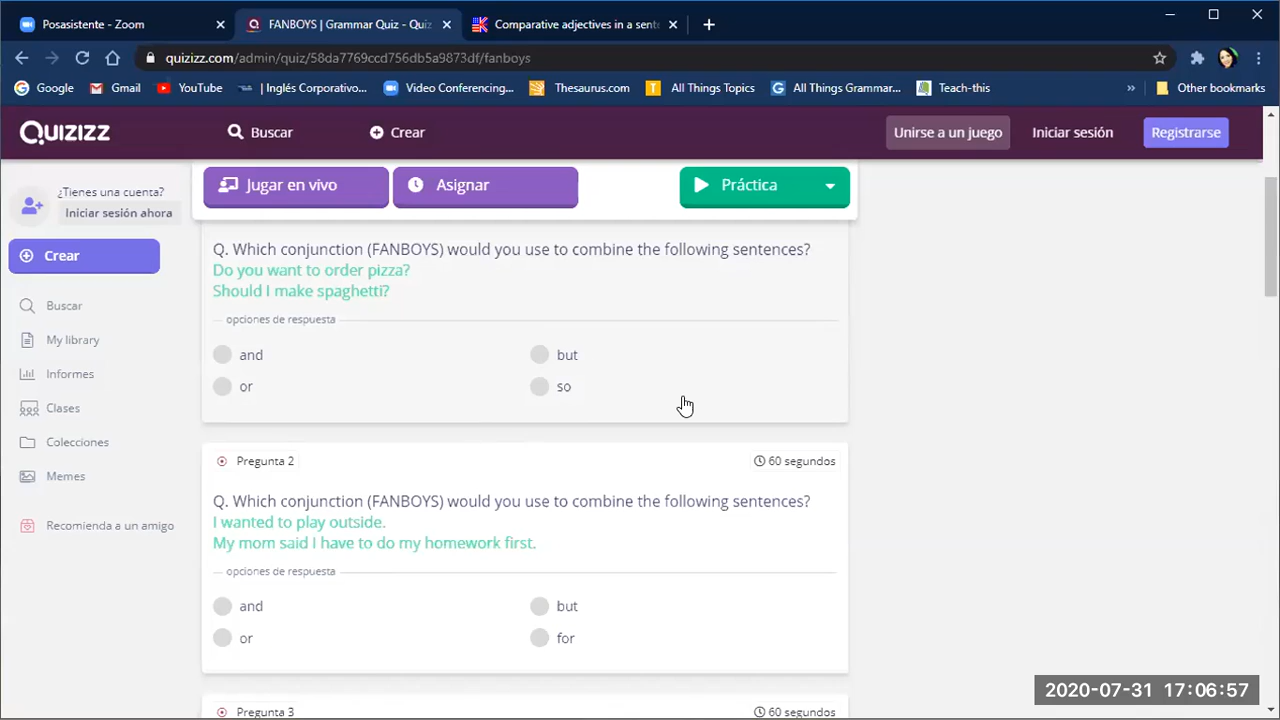 Posasistente - Zoom
FANBOYS | Grammar Quiz - Quiz
Comparative adjectives in a sent
quizizz.com/admin/quiz/58da7769ccd756db5a9873df/fanboys
Google
Gmail
YouTube
| Inglés Corporativo...
Video Conferencing,...
Thesaurus.com
All Things Topics
All Things Grammar...
Teach-this
»
Other bookmarks
QUIZIZZ
Buscar
Crear
Unirse a un juego
Iniciar sesión
Registrarse
¿Tienes una cuenta?
Iniciar sesión ahora
Crear
Buscar
My library
Informes
Clases
Colecciones
Memes
Recomienda a un amigo
Jugar en vivo
Asignar
Práctica
Q. Which conjunction (FANBOYS) would you use to combine the following sentences?
Do you want to order pizza?
Should I make spaghetti?
opciones de respuesta
and
but
or
so
Pregunta 2
60 segundos
Q. Which conjunction (FANBOYS) would you use to combine the following sentences?
I wanted to play outside.
My mom said I have to do my homework first.
opciones de respuesta
and
but
or
for
Pregunta 3
60 segundos
2020-07-31 17:06:57